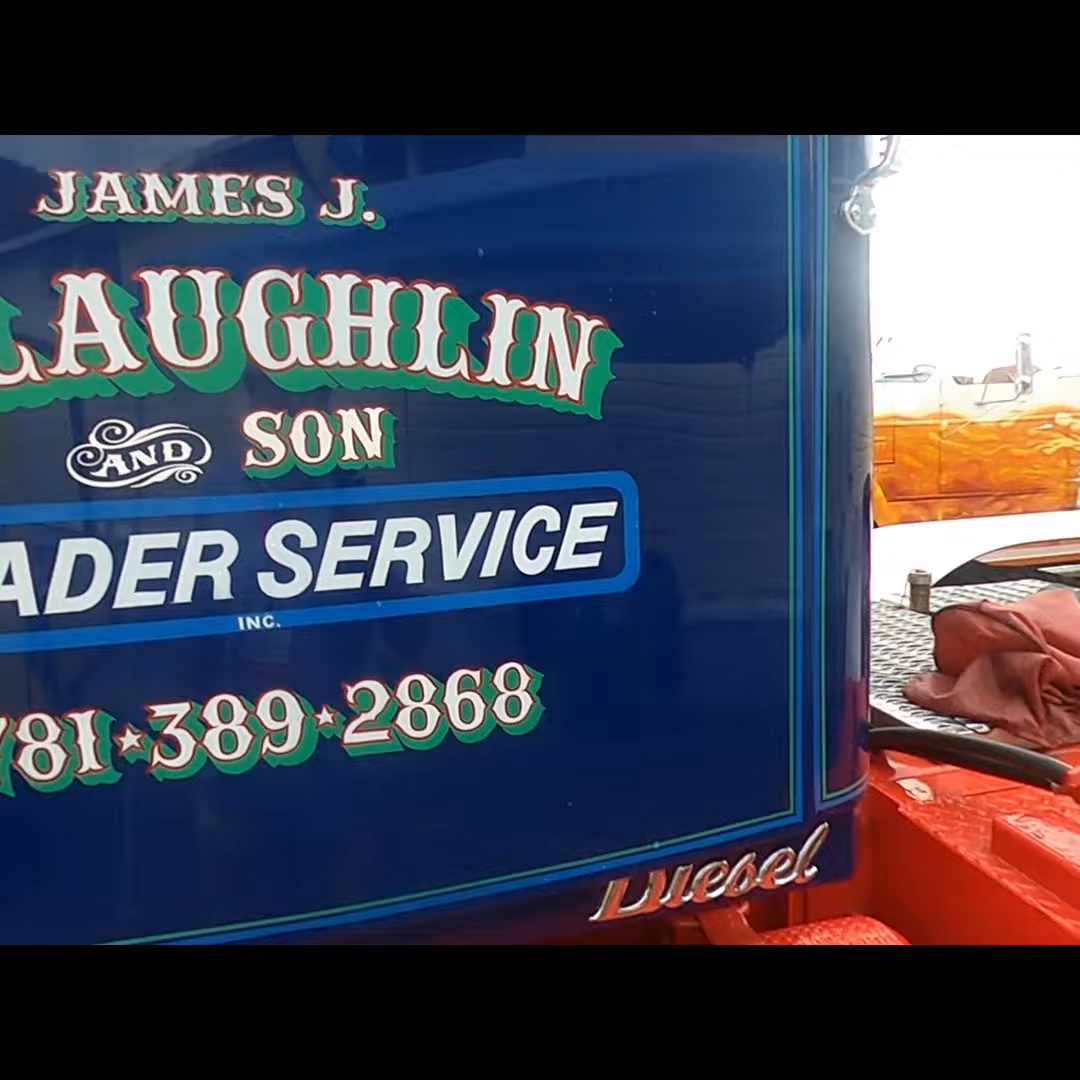 JAMES J.
LAUGHLIN
AND SON
ADER SERVICE
INC.
781★389★2868
Diesel